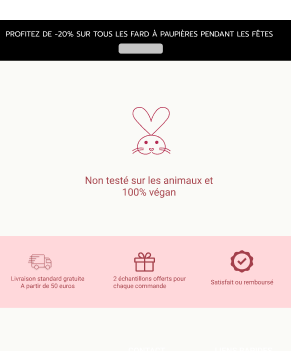 PROFITEZ DE -20% SUR TOUS LES FARD À PAUPIÈRES PENDANT LES FÊTES
Non testé sur les animaux et
100% végan
Livraison standard gratuite
A partir de 50 euros
2 échantillons offerts pour
chaque commande
Satisfait ou remboursé